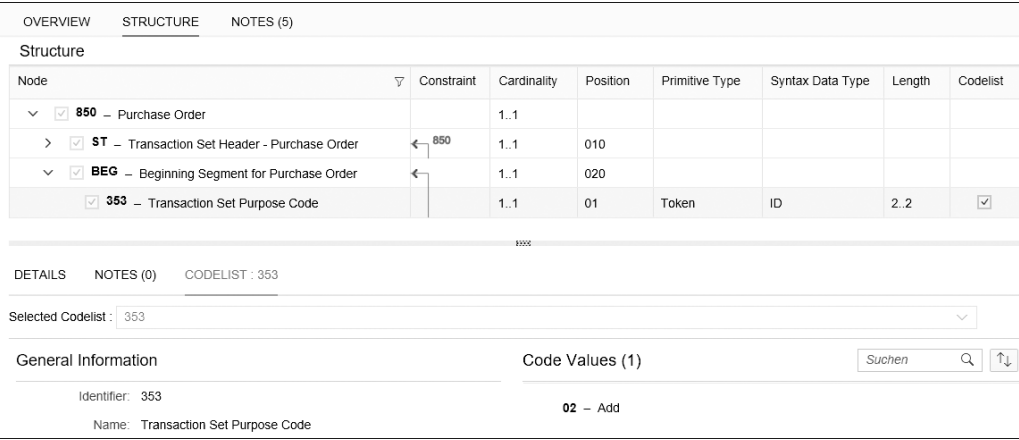 OVERVIEW STRUCTURE NOTES (5)
Structure
Node Constraint Cardinality Position Primitive Type Syntax Data Type Length Codelist
850 – Purchase Order 1..1
ST – Transaction Set Header - Purchase Order 850 1..1 010
BEG – Beginning Segment for Purchase Order 1..1 020
353 – Transaction Set Purpose Code 1..1 01 Token ID 2..2
DETAILS NOTES (0) CODELIST : 353
Selected Codelist : 353
General Information Code Values (1) Suchen
Identifier: 353
02 – Add
Name: Transaction Set Purpose Code